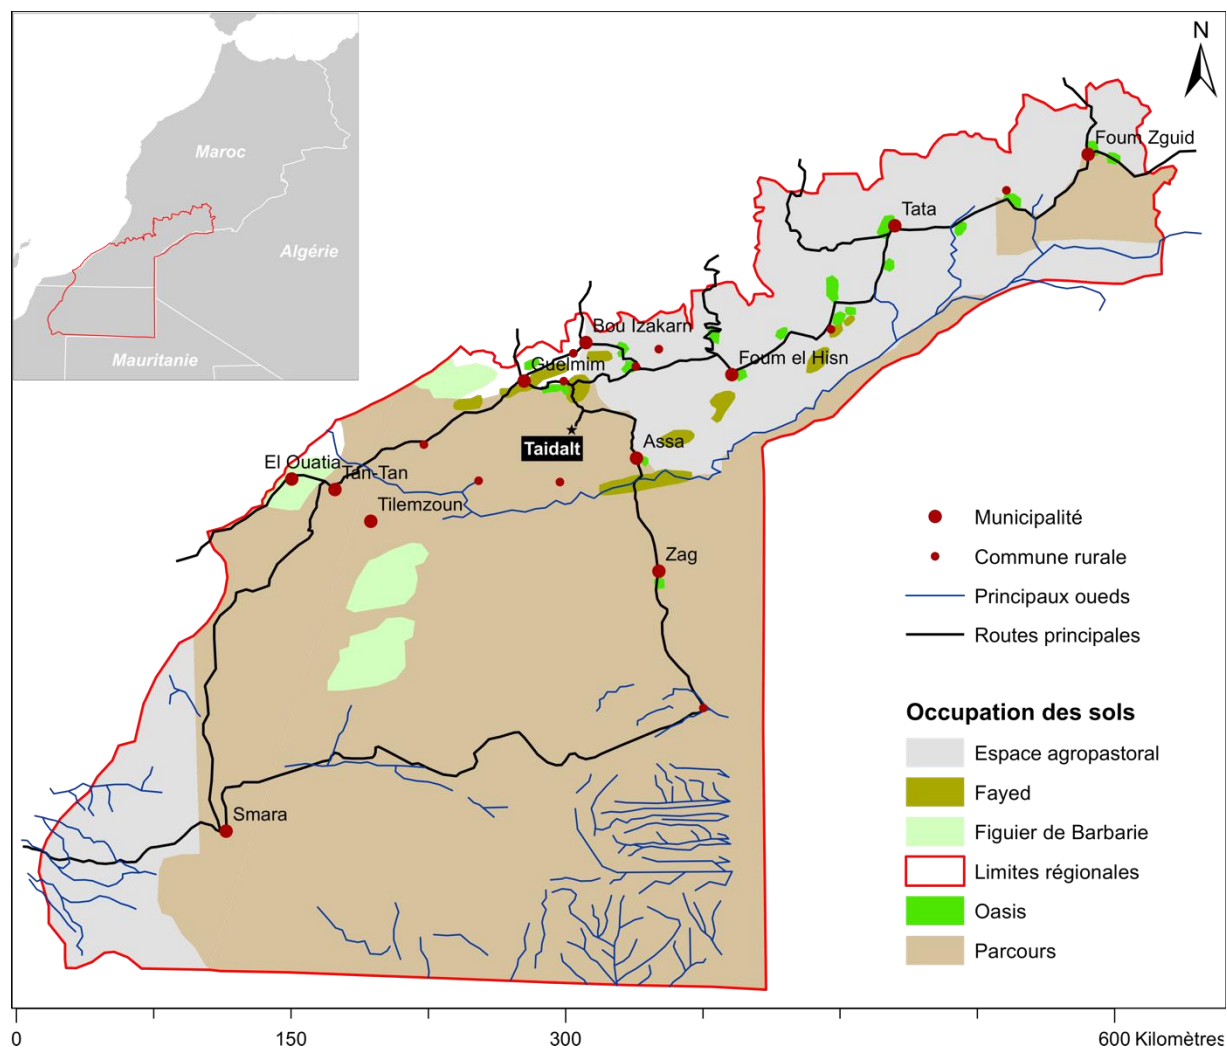 Maroc
Algérie
Mauritanie
N
Foum Zguid
Tata
Bou Izakarn
Guelmim
Foum el Hisn
Taidalt
Assa
El Ouatia
Tan-Tan
Tilemzoun
Zag
Smara
Municipalité
Commune rurale
Principaux oueds
Routes principales
Occupation des sols
Espace agropastoral
Fayed
Figuier de Barbarie
Limites régionales
Oasis
Parcours
0 150 300 600 Kilomètres